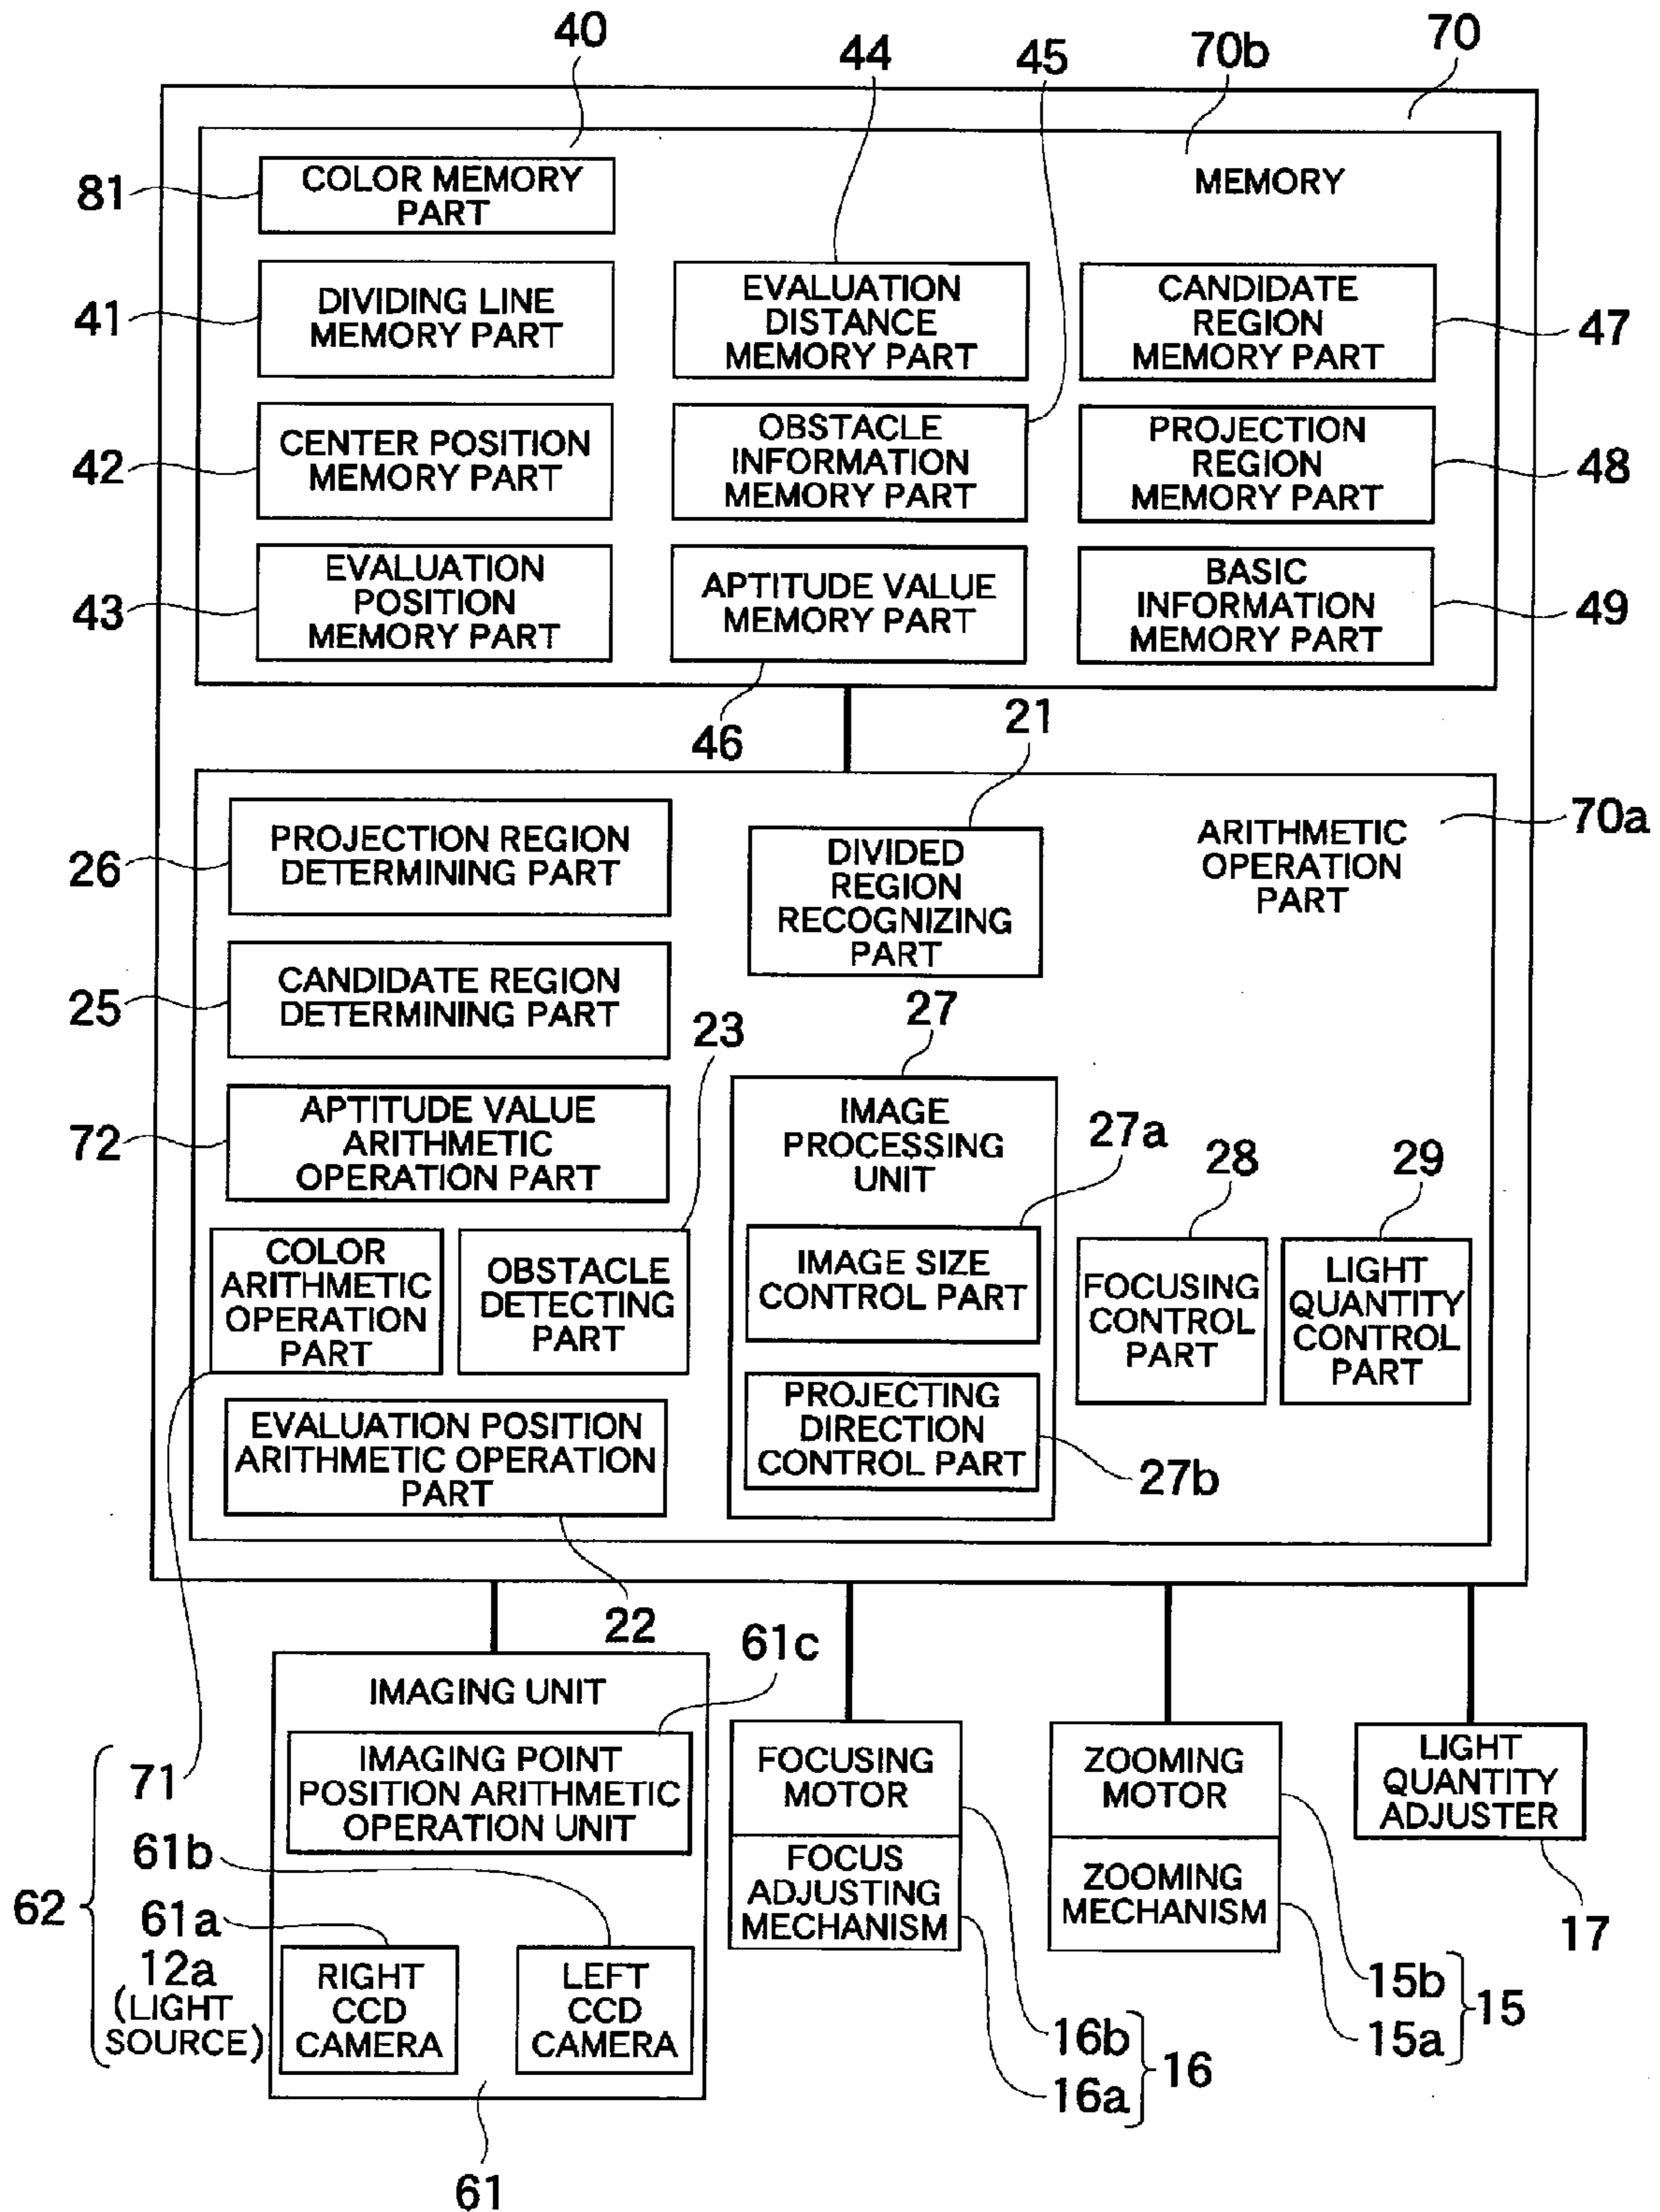 40
44
45
70b
70
81
COLOR MEMORY
PART
MEMORY
41
DIVIDING LINE
MEMORY PART
EVALUATION
DISTANCE
MEMORY PART
CANDIDATE
REGION
MEMORY PART
47
42
CENTER POSITION
MEMORY PART
OBSTACLE
INFORMATION
MEMORY PART
PROJECTION
REGION
MEMORY PART
48
43
EVALUATION
POSITION
MEMORY PART
APTITUDE VALUE
MEMORY PART
BASIC
INFORMATION
MEMORY PART
49
46
21
26
PROJECTION REGION
DETERMINING PART
DIVIDED
REGION
RECOGNIZING
PART
ARITHMETIC
OPERATION
PART
70a
25
CANDIDATE REGION
DETERMINING PART
23
27
72
APTITUDE VALUE
ARITHMETIC
OPERATION PART
IMAGE
PROCESSING
UNIT
27a
28
29
COLOR
ARITHMETIC
OPERATION
PART
OBSTACLE
DETECTING
PART
IMAGE SIZE
CONTROL PART
FOCUSING
CONTROL
PART
LIGHT
QUANTITY
CONTROL
PART
EVALUATION POSITION
ARITHMETIC OPERATION
PART
PROJECTING
DIRECTION
CONTROL PART
27b
22
61c
IMAGING UNIT
IMAGING POINT
POSITION ARITHMETIC
OPERATION UNIT
FOCUSING
MOTOR
ZOOMING
MOTOR
LIGHT
QUANTITY
ADJUSTER
FOCUS
ADJUSTING
MECHANISM
ZOOMING
MECHANISM
17
62
71
61b
61a
12a
(LIGHT
SOURCE)
RIGHT
CCD
CAMERA
LEFT
CCD
CAMERA
16b
16a
16
15b
15a
15
61